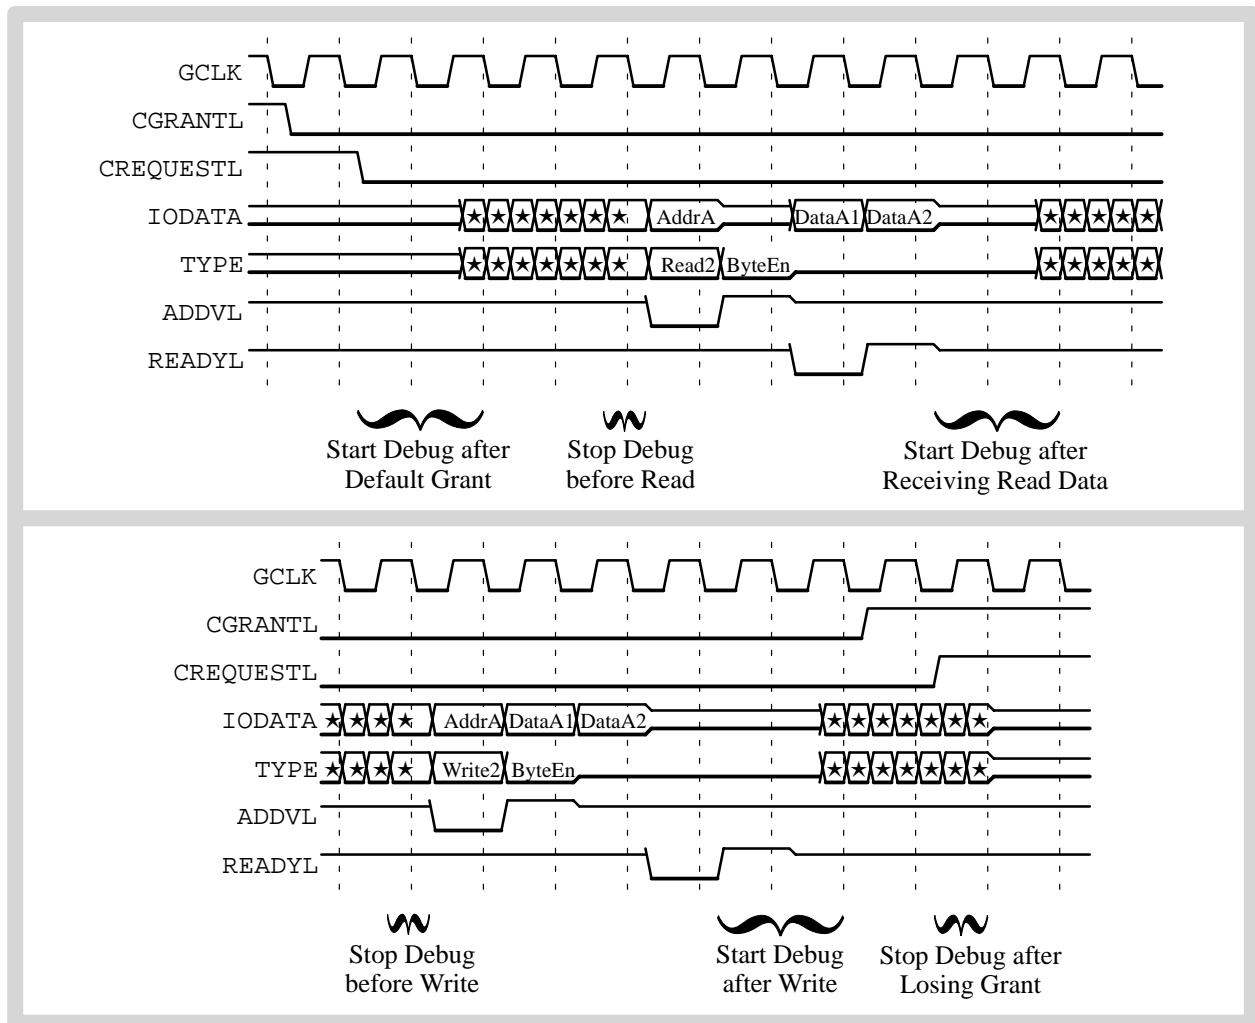 GCLK
CGRANTL
CREQUESTL
IODATA ★ ★ ★ ★ ★ ★ ★ AddrA DataA1 DataA2 ★ ★ ★ ★ ★
TYPE ★ ★ ★ ★ ★ ★ ★ Read2 ByteEn ★ ★ ★ ★ ★
ADDVL
READYL
Start Debug after
Default Grant
Stop Debug
before Read
Start Debug after
Receiving Read Data
GCLK
CGRANTL
CREQUESTL
IODATA ★ ★ ★ ★ AddrA DataA1 DataA2 ★ ★ ★ ★ ★ ★ ★
TYPE ★ ★ ★ ★ Write2 ByteEn ★ ★ ★ ★ ★ ★ ★
ADDVL
READYL
Stop Debug
before Write
Start Debug
after Write
Stop Debug after
Losing Grant